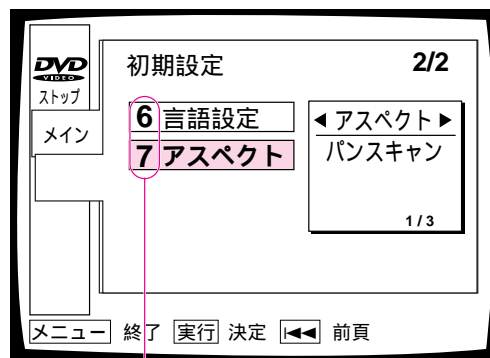 DVD
VIDEO
ストップ
メイン
初期設定 2/2
6 言語設定
7 アスペクト
◀ アスペクト ▶
パンスキャン
1 / 3
メニュー 終了 実行 決定 ⏮◀ 前頁